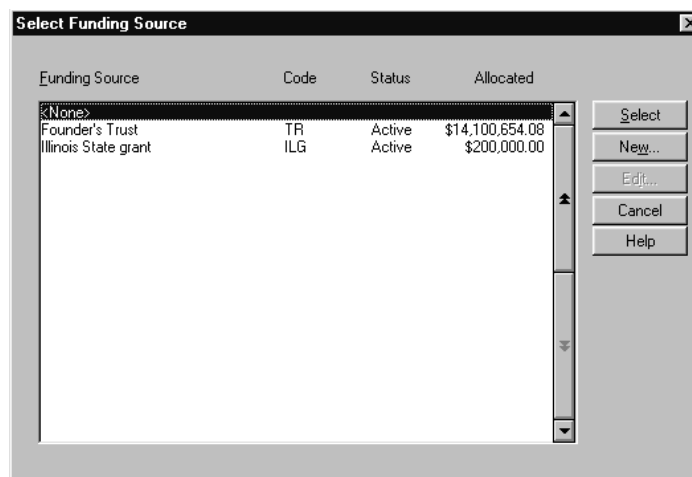 Select Funding Source
Funding Source Code Status Allocated
<None>
Founder's Trust TR Active $14,100,654.08
Illinois State grant ILG Active $200,000.00
Select
New...
Edit...
Cancel
Help